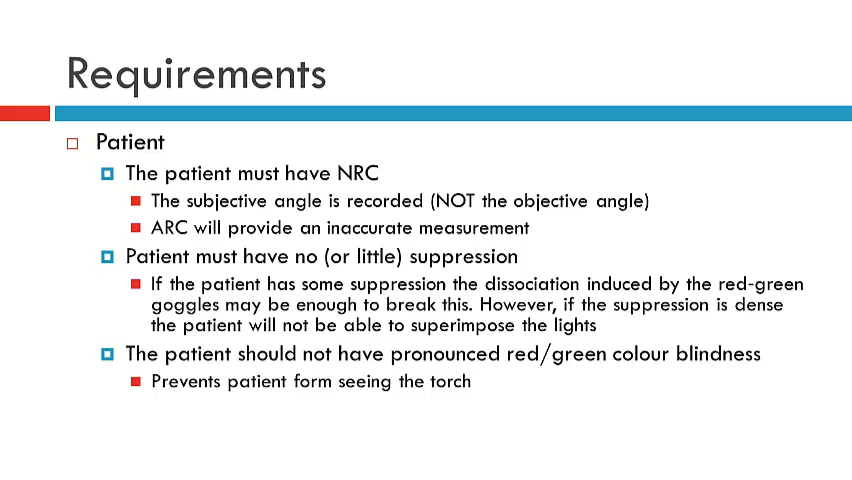 Requirements
Patient
The patient must have NRC
The subjective angle is recorded (NOT the objective angle)
ARC will provide an inaccurate measurement
Patient must have no (or little) suppression
If the patient has some suppression the dissociation induced by the red-green
goggles may be enough to break this. However, if the suppression is dense
the patient will not be able to superimpose the lights
The patient should not have pronounced red/green colour blindness
Prevents patient form seeing the torch